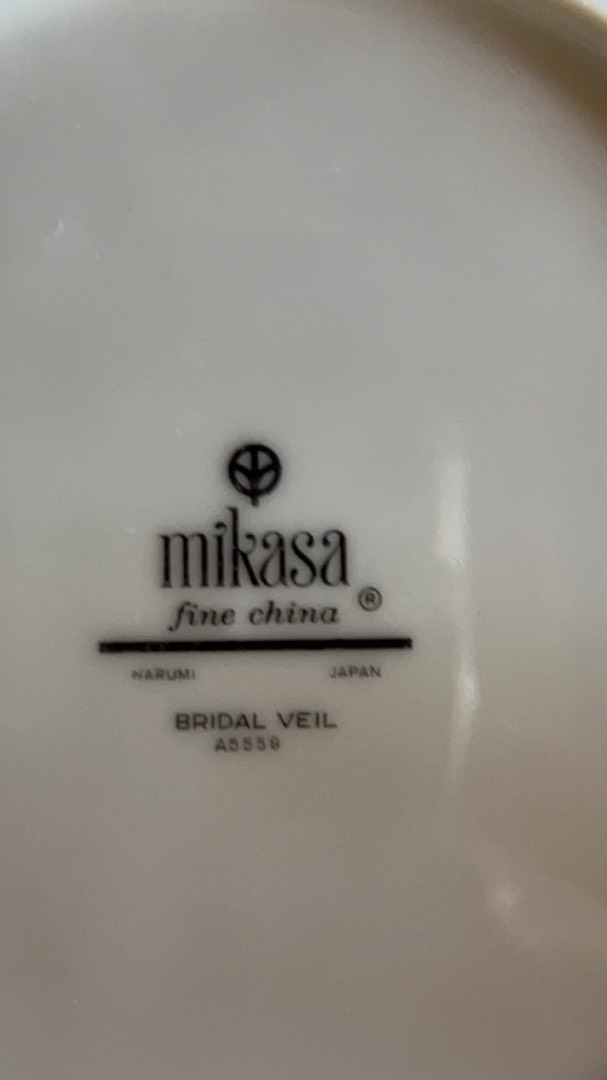 mikasa
fine china ®
NARUMI JAPAN
BRIDAL VEIL
A5559